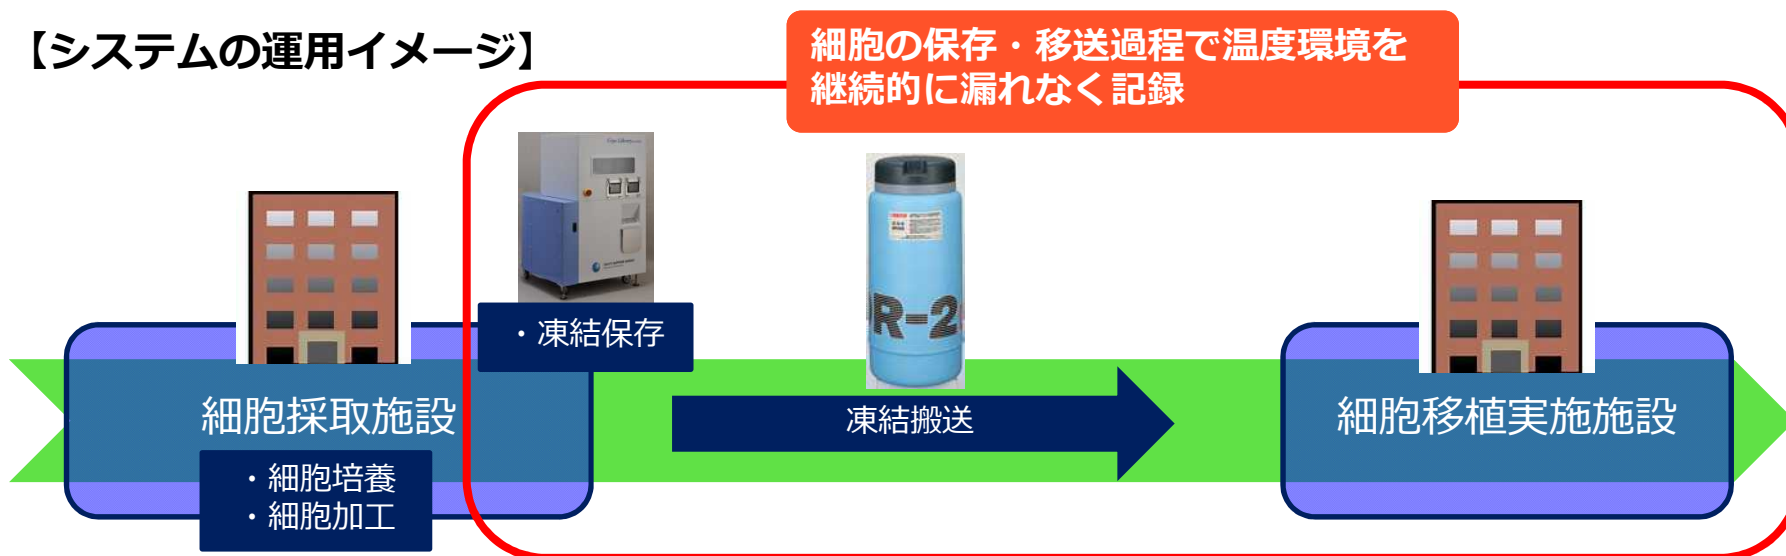 【システムの運用イメージ】
細胞の保存・移送過程で温度環境を
継続的に漏れなく記録
・凍結保存
DR-2
細胞採取施設
凍結搬送
細胞移植実施施設
・細胞培養
・細胞加工